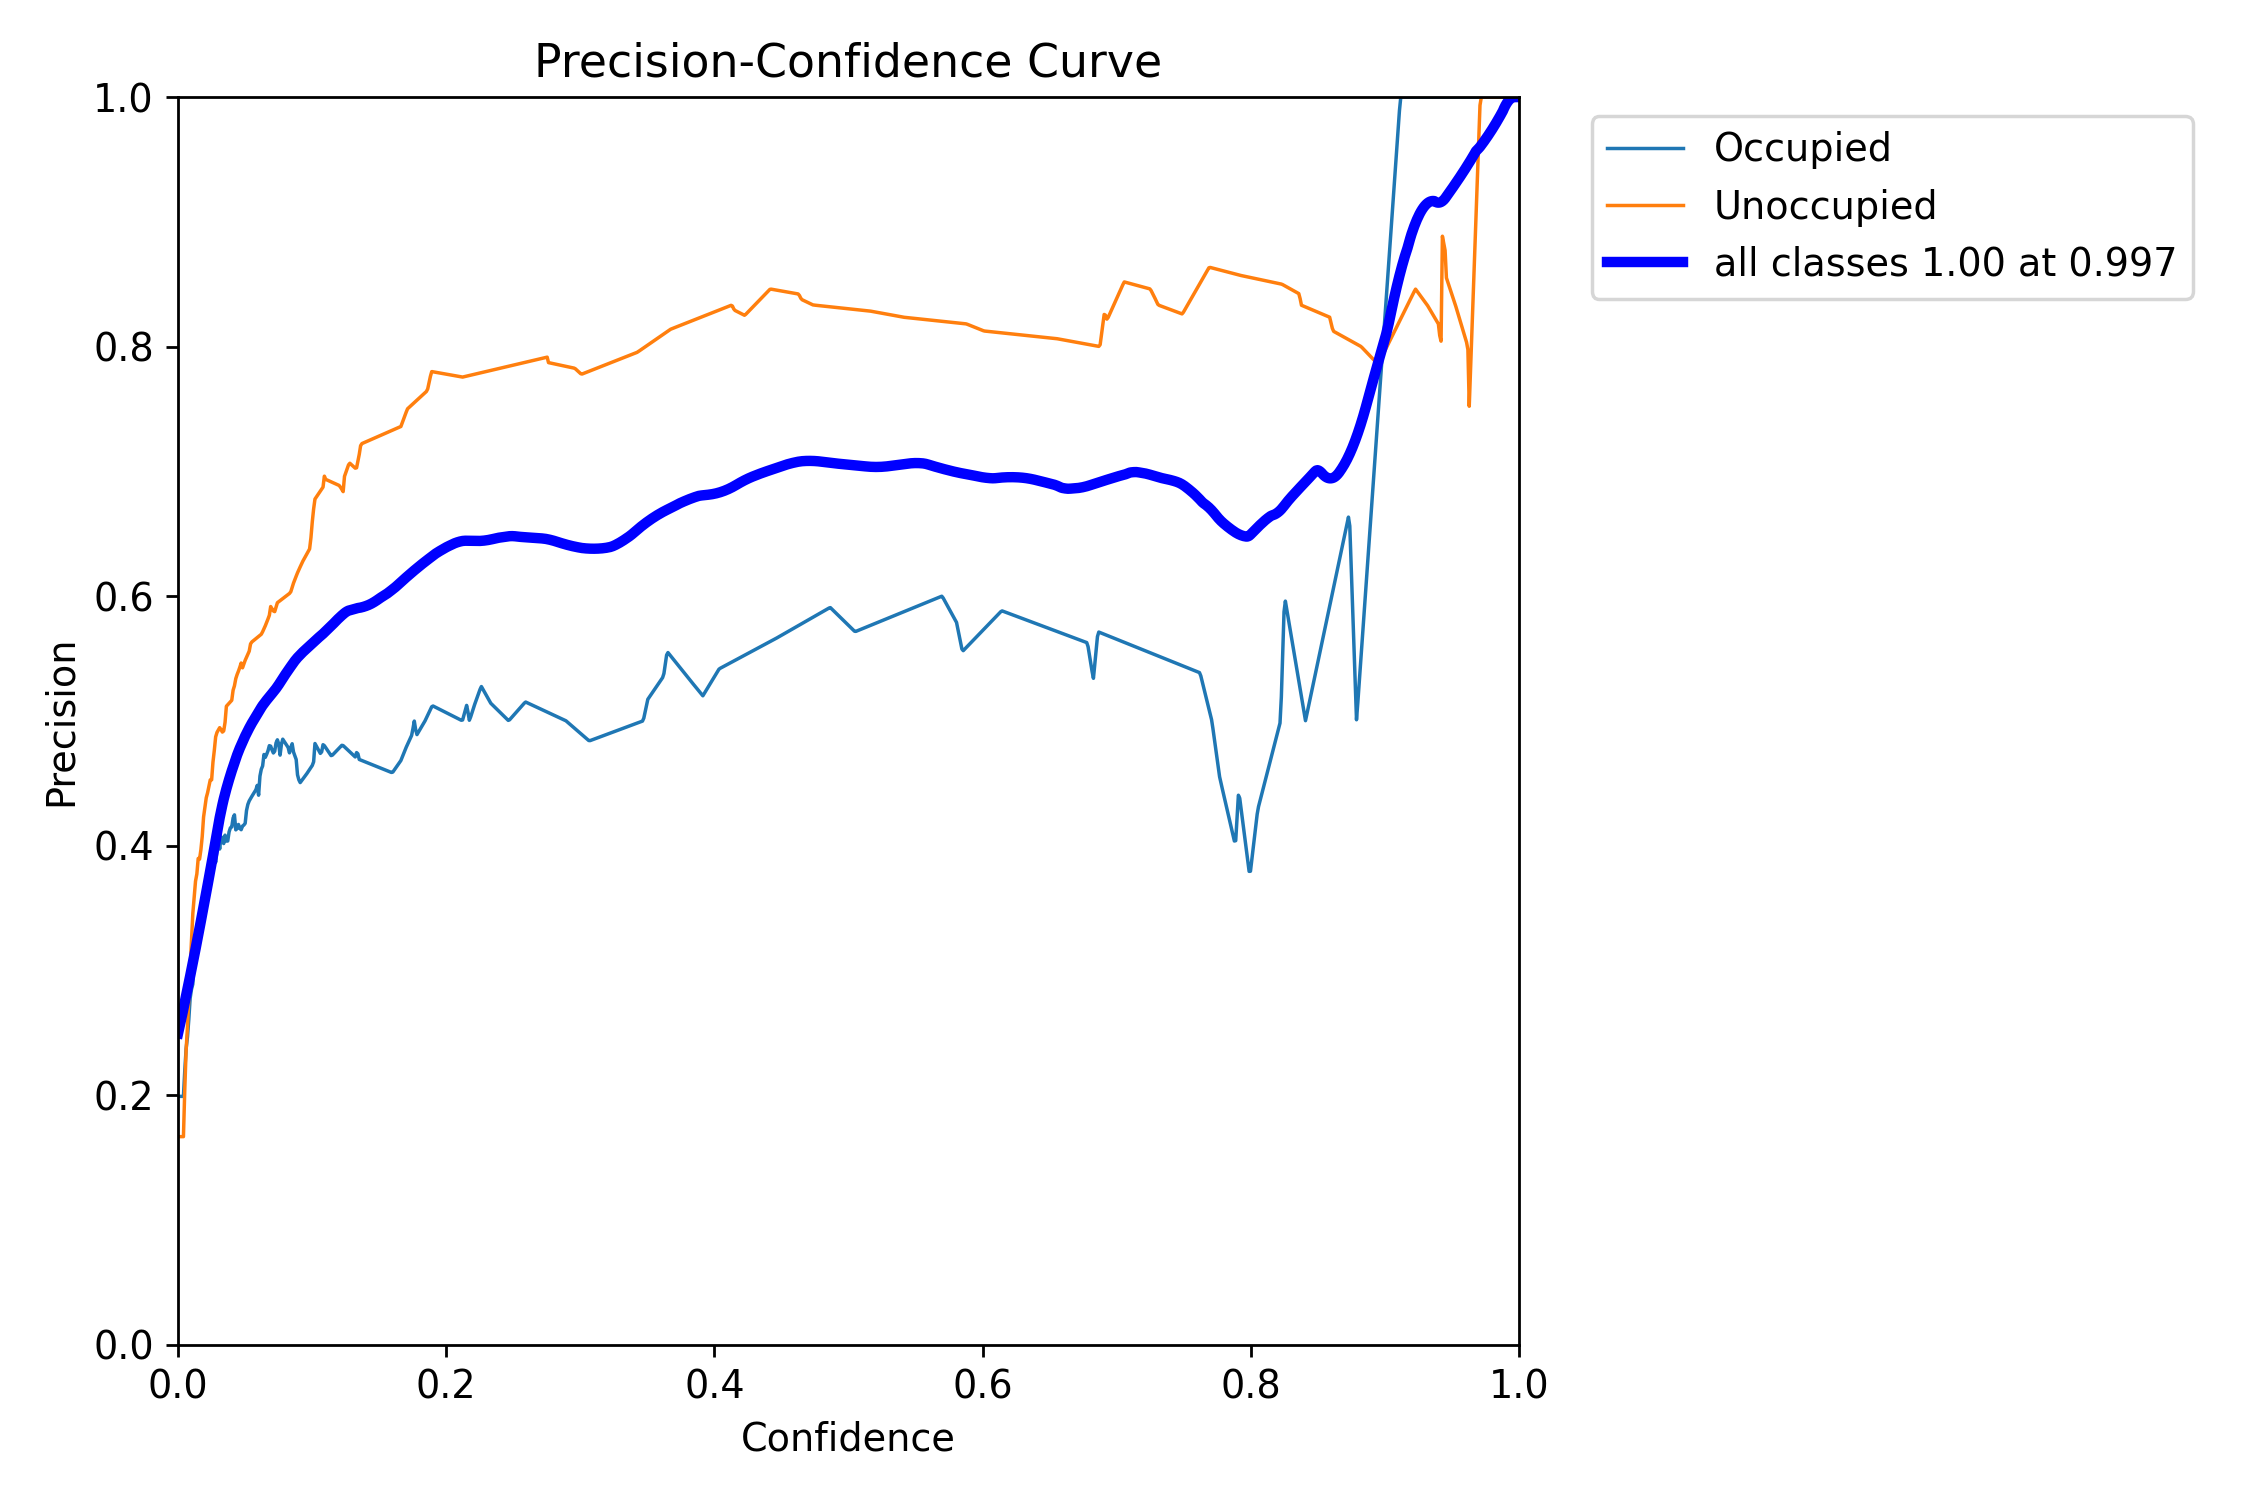 Precision-Confidence Curve
Occupied
Unoccupied
all classes 1.00 at 0.997
Precision
1.0
0.8
0.6
0.4
0.2
0.0
0.0 0.2 0.4 0.6 0.8 1.0
Confidence